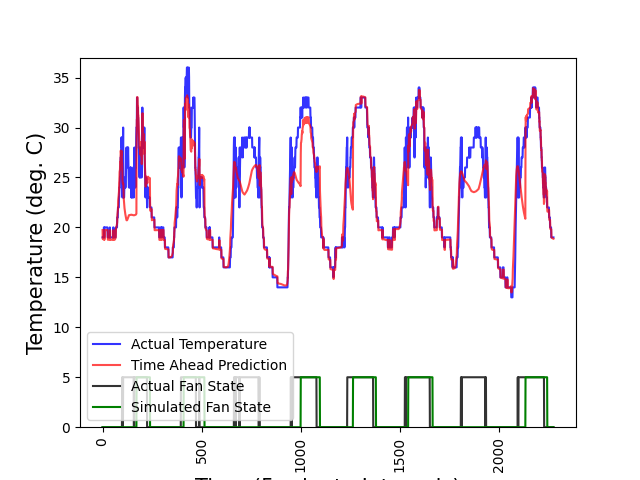 Temperature (deg. C)
35
30
25
20
15
10
5
0
Actual Temperature
Time Ahead Prediction
Actual Fan State
Simulated Fan State
0
500
1000
1500
2000